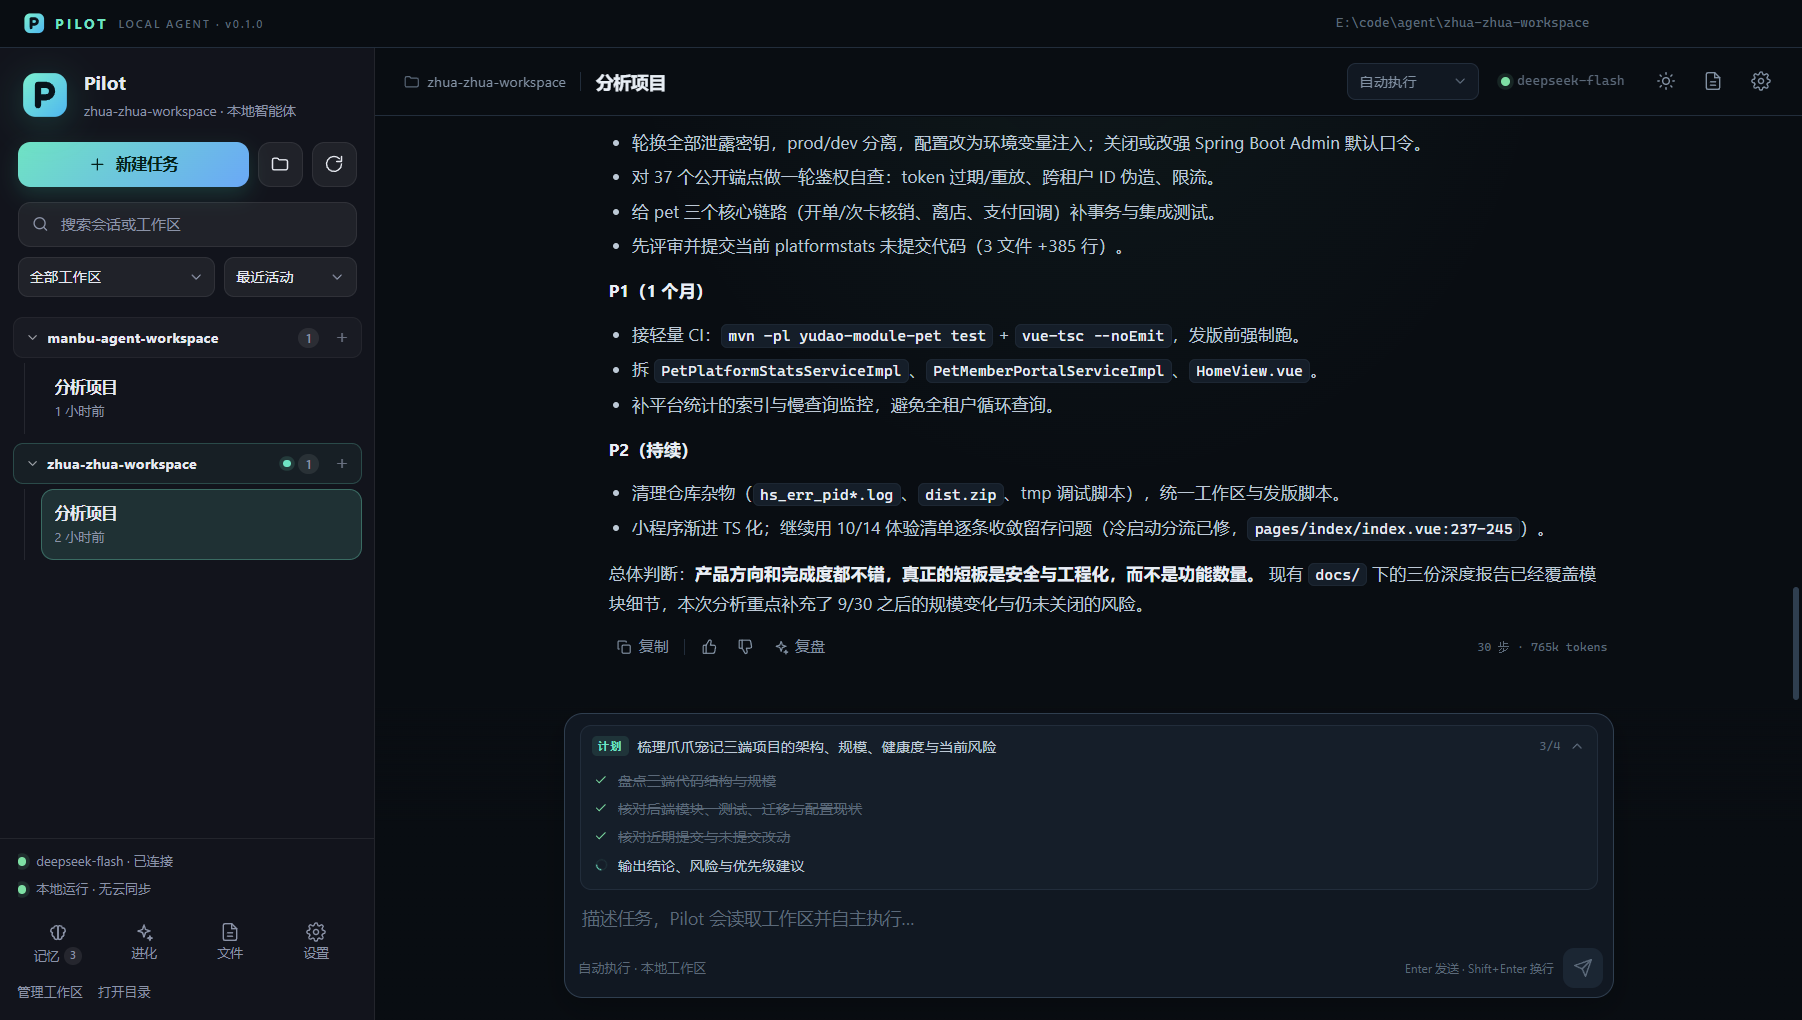 P PILOT LOCAL AGENT · v0.1.0
E:\code\agent\zhua-zhua-workspace
P
Pilot
zhua-zhua-workspace · 本地智能体
+ 新建任务
搜索会话或工作区
全部工作区
最近活动
manbu-agent-workspace 1 +
分析项目
1 小时前
zhua-zhua-workspace 1 +
分析项目
2 小时前
deepseek-flash · 已连接
本地运行 · 无云同步
记忆 3
进化
文件
设置
管理工作区 打开目录
zhua-zhua-workspace 分析项目
自动执行
deepseek-flash
• 轮换全部泄露密钥，prod/dev 分离，配置改为环境变量注入；关闭或改强 Spring Boot Admin 默认口令。
• 对 37 个公开端点做一轮鉴权自查：token 过期/重放、跨租户 ID 伪造、限流。
• 给 pet 三个核心链路（开单/次卡核销、离店、支付回调）补事务与集成测试。
• 先评审并提交当前 platformstats 未提交代码（3 文件 +385 行）。
P1（1 个月）
• 接轻量 CI：mvn -pl yudao-module-pet test + vue-tsc --noEmit，发版前强制跑。
• 拆 PetPlatformStatsServiceImpl、PetMemberPortalServiceImpl、HomeView.vue。
• 补平台统计的索引与慢查询监控，避免全租户循环查询。
P2（持续）
• 清理仓库杂物（hs_err_pid*.log、dist.zip、tmp 调试脚本），统一工作区与发版脚本。
• 小程序渐进 TS 化；继续用 10/14 体验清单逐条收敛留存问题（冷启动分流已修，pages/index/index.vue:237-245）。
总体判断：产品方向和完成度都不错，真正的短板是安全与工程化，而不是功能数量。 现有 docs/ 下的三份深度报告已经覆盖模
块细节，本次分析重点补充了 9/30 之后的规模变化与仍未关闭的风险。
复制
复盘
30 步 · 765k tokens
计划 梳理爪爪宠记三端项目的架构、规模、健康度与当前风险 3/4
盘点三端代码结构与规模
核对后端模块、测试、迁移与配置现状
核对近期提交与未提交改动
输出结论、风险与优先级建议
描述任务，Pilot 会读取工作区并自主执行...
自动执行 · 本地工作区
Enter 发送 · Shift+Enter 换行